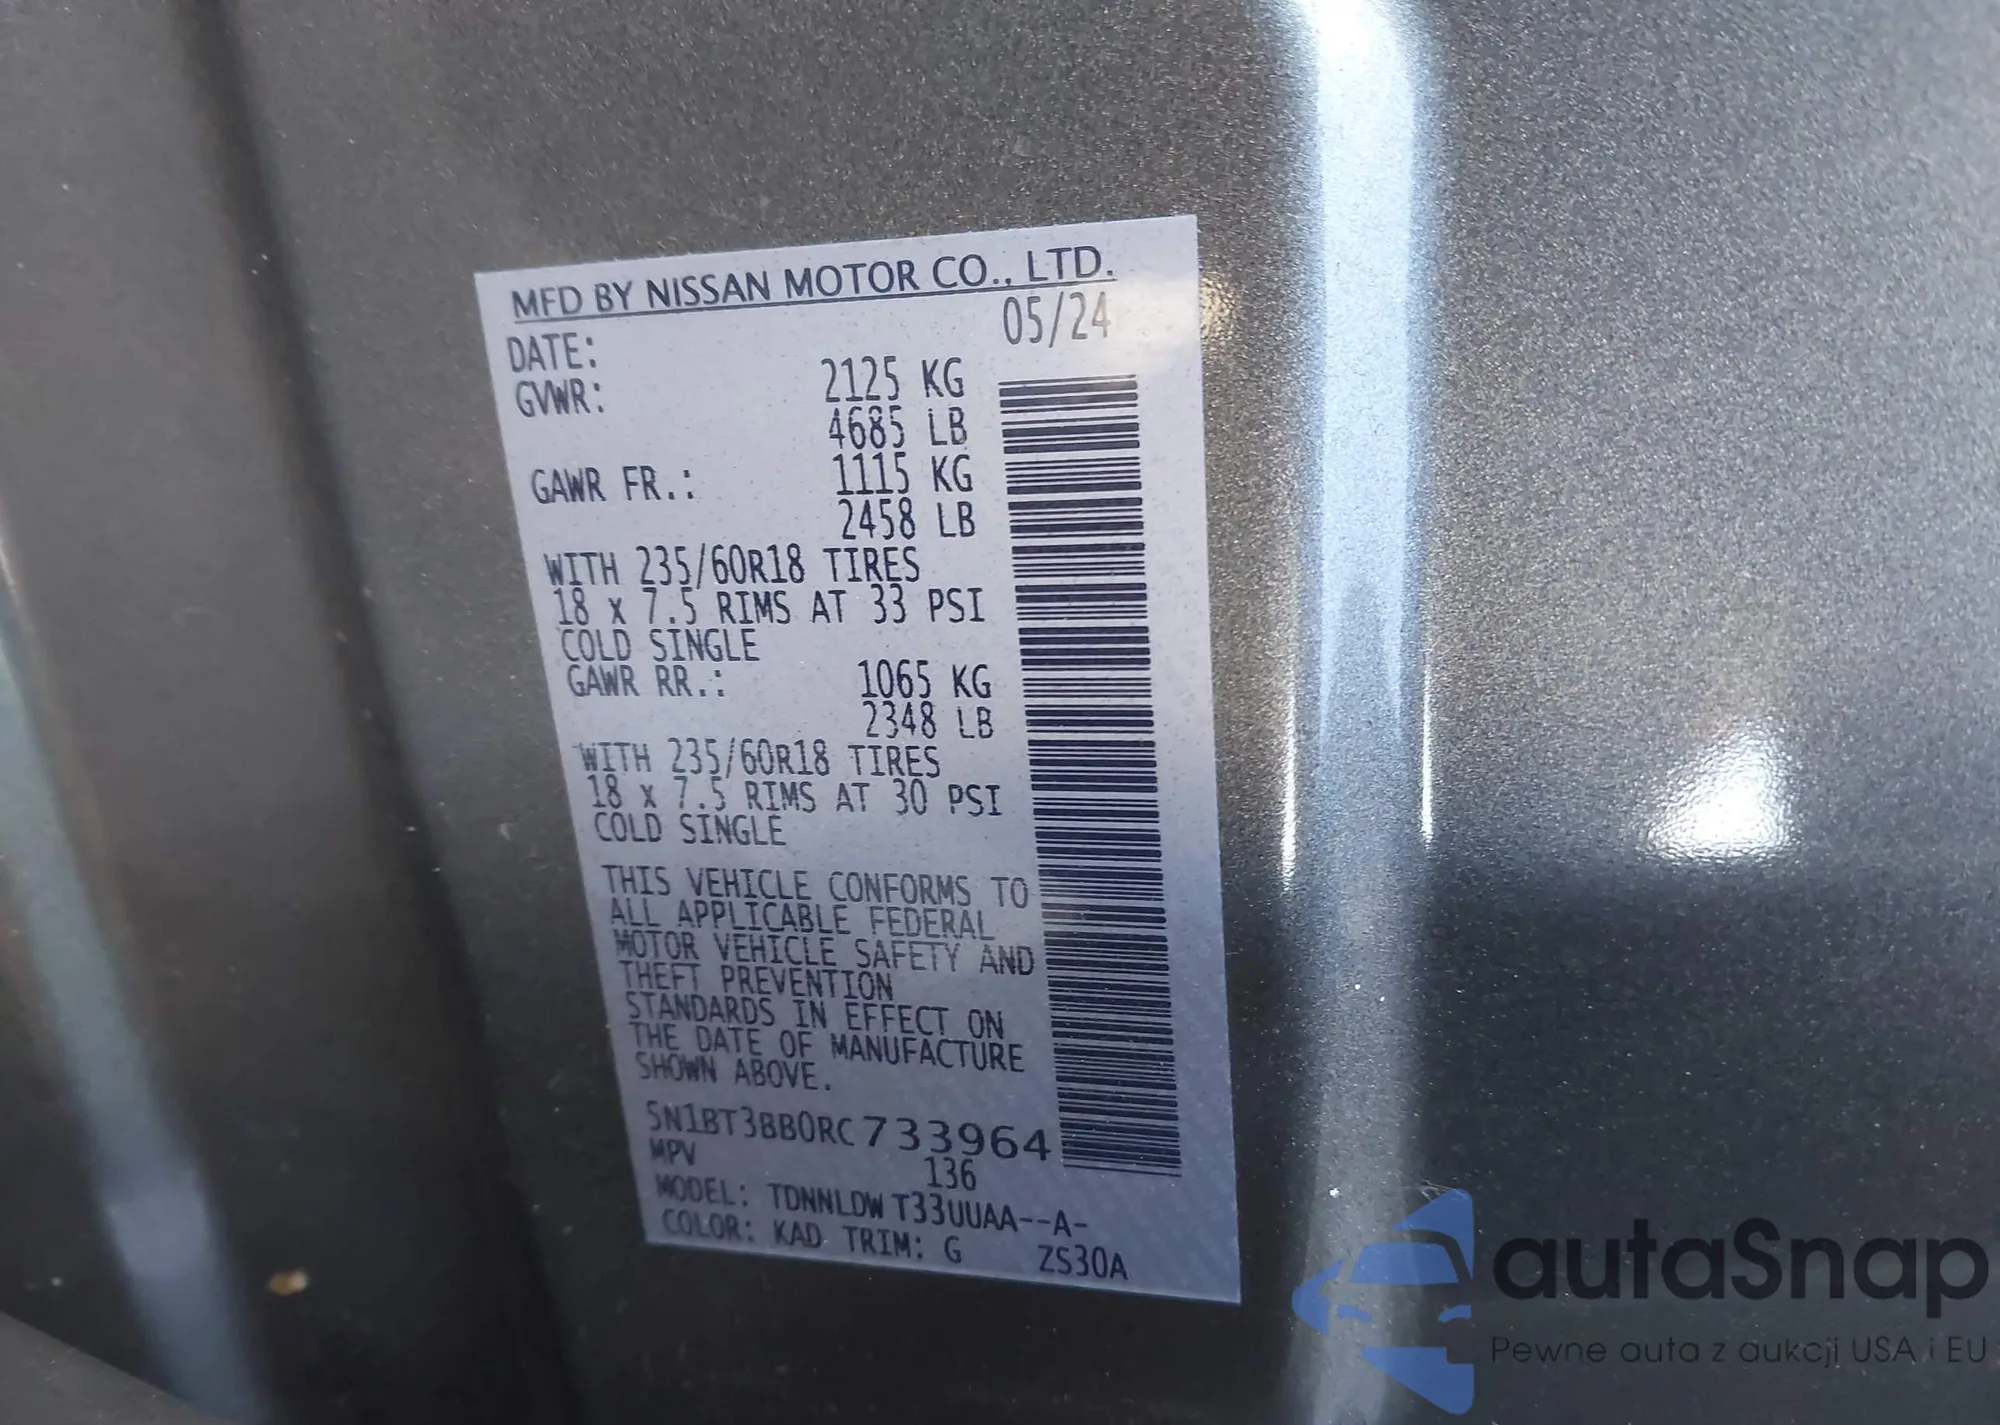 MFD BY NISSAN MOTOR CO., LTD.
DATE: 05/24
GVWR: 2125 KG
4685 LB
GAWR FR.: 1115 KG
2458 LB
WITH 235/60R18 TIRES
18 x 7.5 RIMS AT 33 PSI
COLD SINGLE
GAWR RR.: 1065 KG
2348 LB
WITH 235/60R18 TIRES
18 x 7.5 RIMS AT 30 PSI
COLD SINGLE
THIS VEHICLE CONFORMS TO
ALL APPLICABLE FEDERAL
MOTOR VEHICLE SAFETY AND
THEFT PREVENTION
STANDARDS IN EFFECT ON
THE DATE OF MANUFACTURE
SHOWN ABOVE.
5N1BT3BB0RC733964
MPV 136
MODEL: TDNNLDW T33UUAA--A-
COLOR: KAD TRIM: G ZS30A
autaSnap
Pewne auta z aukcji USA i EU